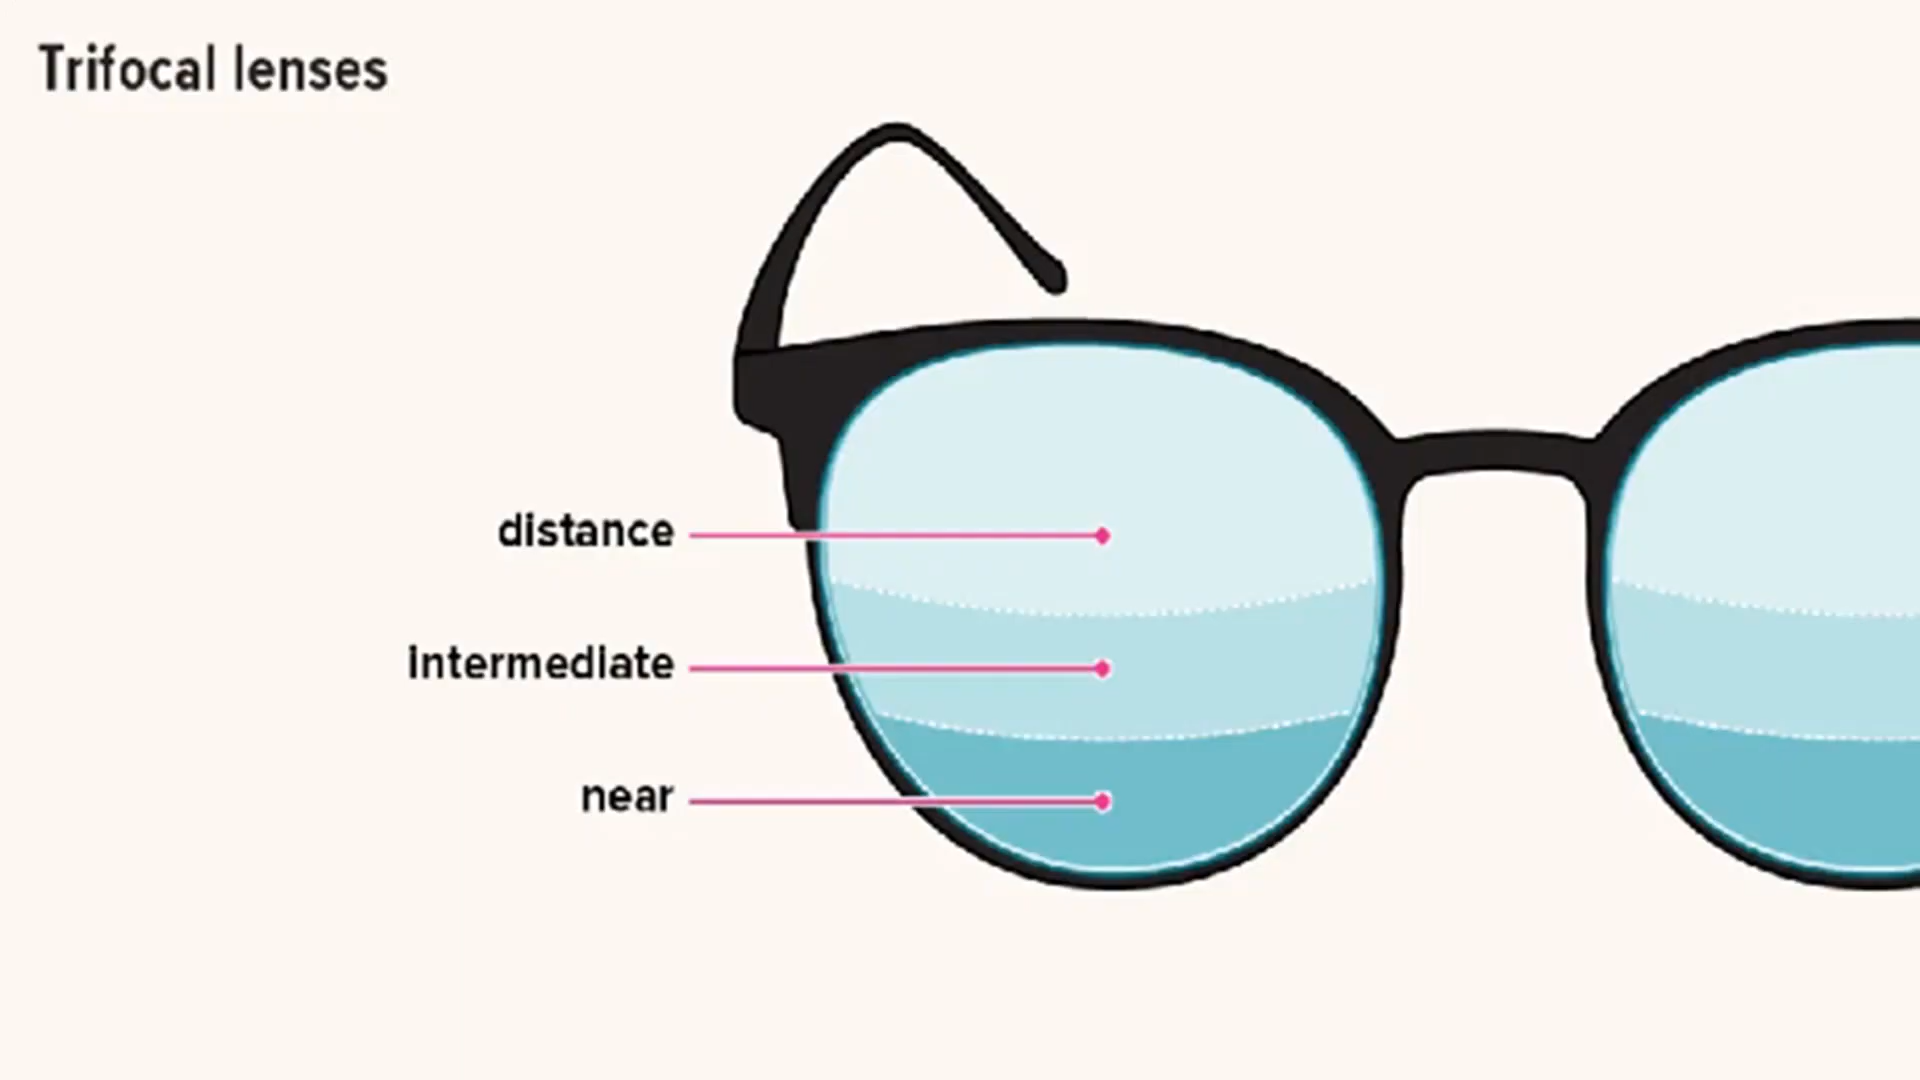 Trifocal lenses
distance
intermediate
near